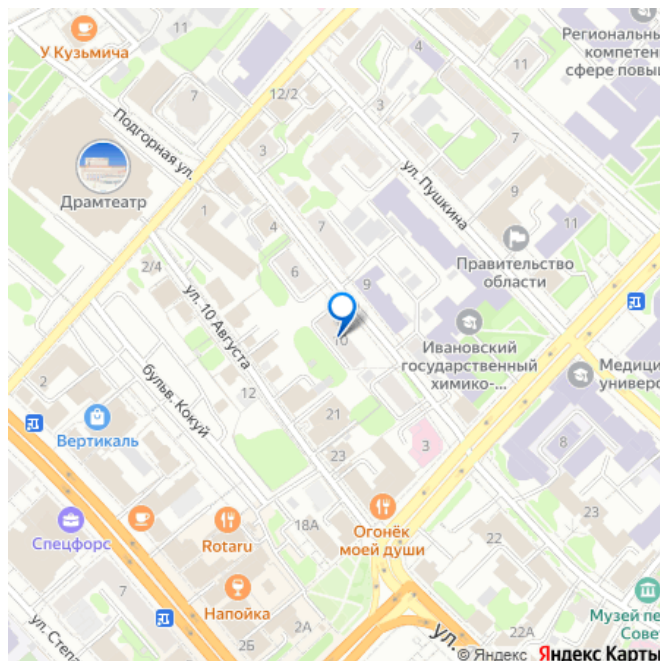 11
У Кузьмича
4
Региональны
компетен
сфере повы
11
7
12/2
3
Подгорная ул.
3
7
ул. Пушкина
9
Драмтеатр
1
4
7
11
Правительство
области
2/4
6
9
ул. 10 Августа
10
Ивановский
государственный
химико-...
Медици
универс
2
бульв. Кокуй
12
21
Вертикаль
3
8
23
Спецфорс
Rotaru
18А
Огонёк
моей души
22
23
7
Напойка
ул. Степа
2Б
2А
ул.
22А
Музей пе
Сове
© Яндекс Яндекс Карты